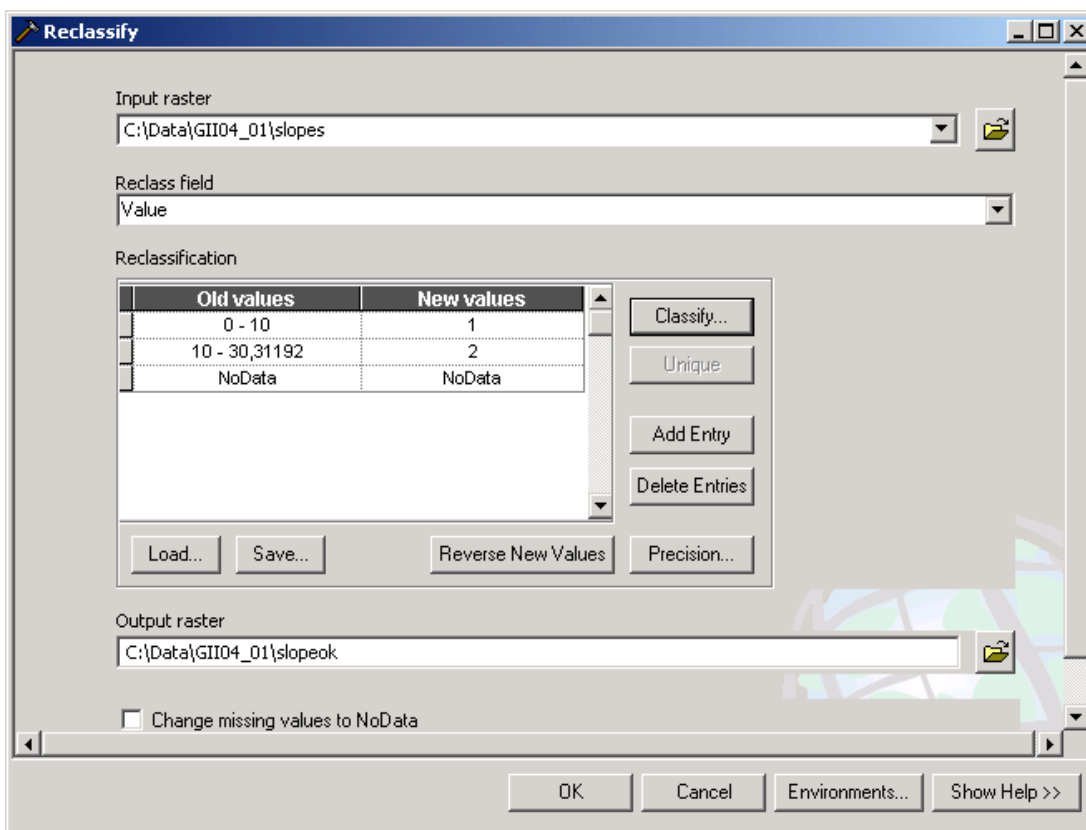 Reclassify
Input raster
C:\Data\GII04_01\slopes
Reclass field
Value
Reclassification
Old values New values
0 - 10 1
10 - 30,31192 2
NoData NoData
Classify...
Unique
Add Entry
Delete Entries
Load... Save... Reverse New Values Precision...
Output raster
C:\Data\GII04_01\slopeok
Change missing values to NoData
OK Cancel Environments... Show Help >>